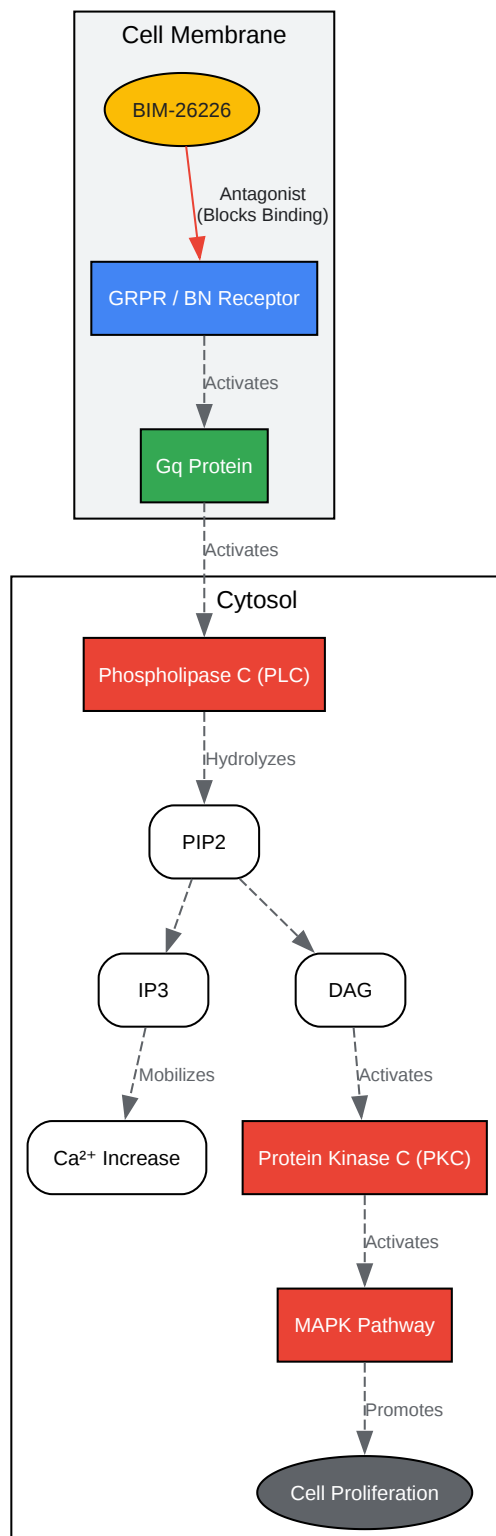 Cell Membrane
BIM-26226
Antagonist
(Blocks Binding)
GRPR / BN Receptor
Activates
Gq Protein
Activates
Cytosol
Phospholipase C (PLC)
Hydrolyzes
PIP2
IP3
DAG
Mobilizes
Activates
Ca²⁺ Increase
Protein Kinase C (PKC)
Activates
MAPK Pathway
Promotes
Cell Proliferation